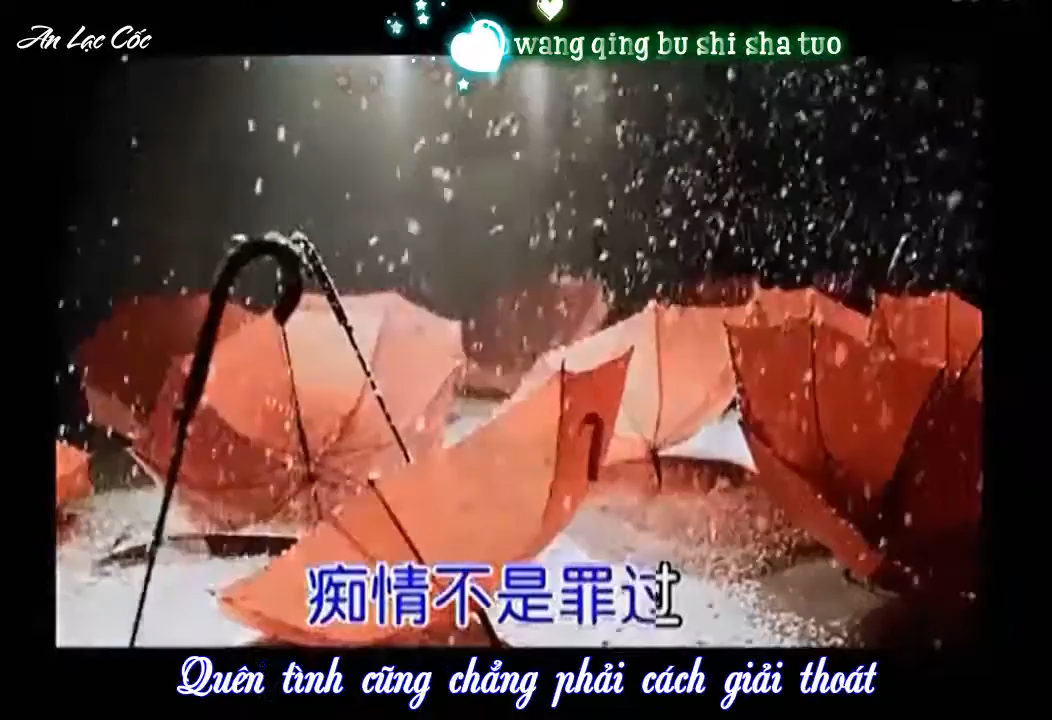 An Lạc Cốc
wang qing bu shi sha tuo
痴情不是罪过
Quên tình cũng chẳng phải cách giải thoát